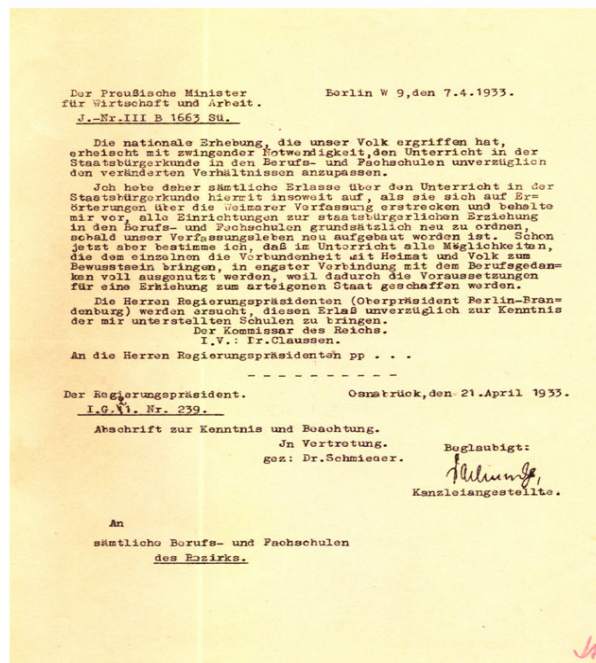 Der Preußische Minister
für Wirtschaft und Arbeit.
J.-Nr.III B 1663 Sü.
Berlin W 9,den 7.4.1933.
Die nationale Erhebung, die unser Volk ergriffen hat,
erheischt mit zwingender Notwendigkeit,den Unterricht in der
Staatsbürgerkunde in den Berufs- und Fachschulen unverzüglich
den veränderten Verhältnissen anzupassen.
Ich hebe daher sämtliche Erlasse über den Unterricht in der
Staatsbürgerkunde hiermit insoweit auf, als sie sich auf Er=
örterungen über die Weimarer Verfassung erstrecken und behalte
mir vor, alle Einrichtungen zur staatsbürgerlichen Erziehung
in den Berufs- und Fachschulen grundsätzlich neu zu ordnen,
sobald unser Verfassungsleben neu aufgebaut worden ist. Schon
jetzt aber bestimme ich, daß im Unterricht alle Möglichkeiten,
die dem einzelnen die Verbundenheit mit Heimat und Volk zum
Bewusstsein bringen, in engster Verbindung mit dem Berufsgedan=
ken voll ausgenutzt werden, weil dadurch die Voraussetzungen
für eine Erziehung zum arteigenen Staat geschaffen werden.
Die Herren Regierungspräsidenten (Oberpräsident Berlin-Bran=
denburg) werden ersucht, diesen Erlaß unverzüglich zur Kenntnis
der mir unterstellten Schulen zu bringen.
Der Kommissar des Reichs.
I.V.: Dr.Claussen.
An die Herren Regierungspräsidenten pp . . .
- - - - - - - - - -
Der Regierungspräsident.
I.G. Nr. 239.
Osnabrück,den 21.April 1933.
Abschrift zur Kenntnis und Beachtung.
Jn Vertretung.
gez: Dr.Schmieder.
Beglaubigt:
Kanzleiangestellte.
An
sämtliche Berufs- und Fachschulen
des Bezirks.